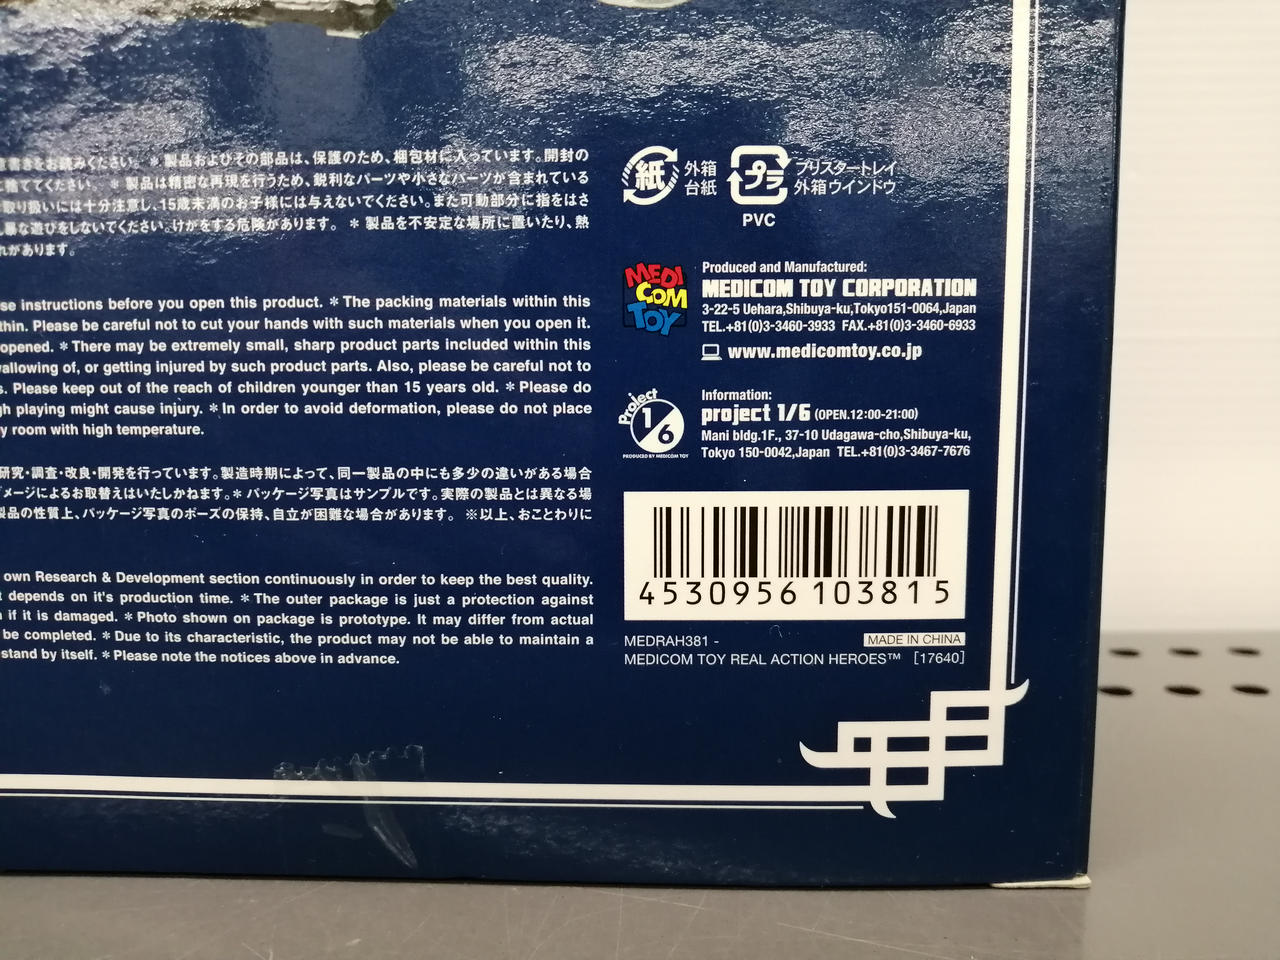 意書きをお読みください。＊製品およびその部品は、保護のため、梱包材に入っています。開封の
捨ててください。＊製品は精密な再現を行うため、鋭利なパーツや小さなパーツが含まれている
取り扱いには十分注意し、15歳未満のお子様には与えないでください。また可動部分に指をはさ
暴な遊びをしないでください。けがをする危険があります。＊製品を不安定な場所に置いたり、熱
れがあります。
se instructions before you open this product. ＊The packing materials within this
thin. Please be careful not to cut your hands with such materials when you open it.
opened. ＊There may be extremely small, sharp product parts included within this
allowing of, or getting injured by such product parts. Also, please be careful not to
s. Please keep out of the reach of children younger than 15 years old. ＊Please do
gh playing might cause injury. ＊In order to avoid deformation, please do not place
y room with high temperature.
研究・調査・改良・開発を行っています。製造時期によって、同一製品の中にも多少の違いがある場合
メージによるお取替えはいたしかねます。＊パッケージ写真はサンプルです。実際の製品とは異なる場
製品の性質上、パッケージ写真のポーズの保持、自立が困難な場合があります。 ※以上、おことわりに
own Research & Development section continuously in order to keep the best quality.
t depends on it's production time. ＊The outer package is just a protection against
n if it is damaged. ＊Photo shown on package is prototype. It may differ from actual
be completed. ＊Due to its characteristic, the product may not be able to maintain a
stand by itself. ＊Please note the notices above in advance.
紙 外箱
台紙
プラ ブリスタートレイ
外箱ウインドウ
PVC
MEDI
COM
TOY
Produced and Manufactured:
MEDICOM TOY CORPORATION
3-22-5 Uehara,Shibuya-ku,Tokyo151-0064,Japan
TEL.+81(0)3-3460-3933 FAX.+81(0)3-3460-6933
www.medicomtoy.co.jp
Project
1/6
PRODUCED BY MEDICOM TOY
Information:
project 1/6 (OPEN.12:00-21:00)
Mani bldg.1F., 37-10 Udagawa-cho,Shibuya-ku,
Tokyo 150-0042,Japan TEL.+81(0)3-3467-7676
4530956103815
MEDRAH381 - MADE IN CHINA
MEDICOM TOY REAL ACTION HEROES™ [17640]